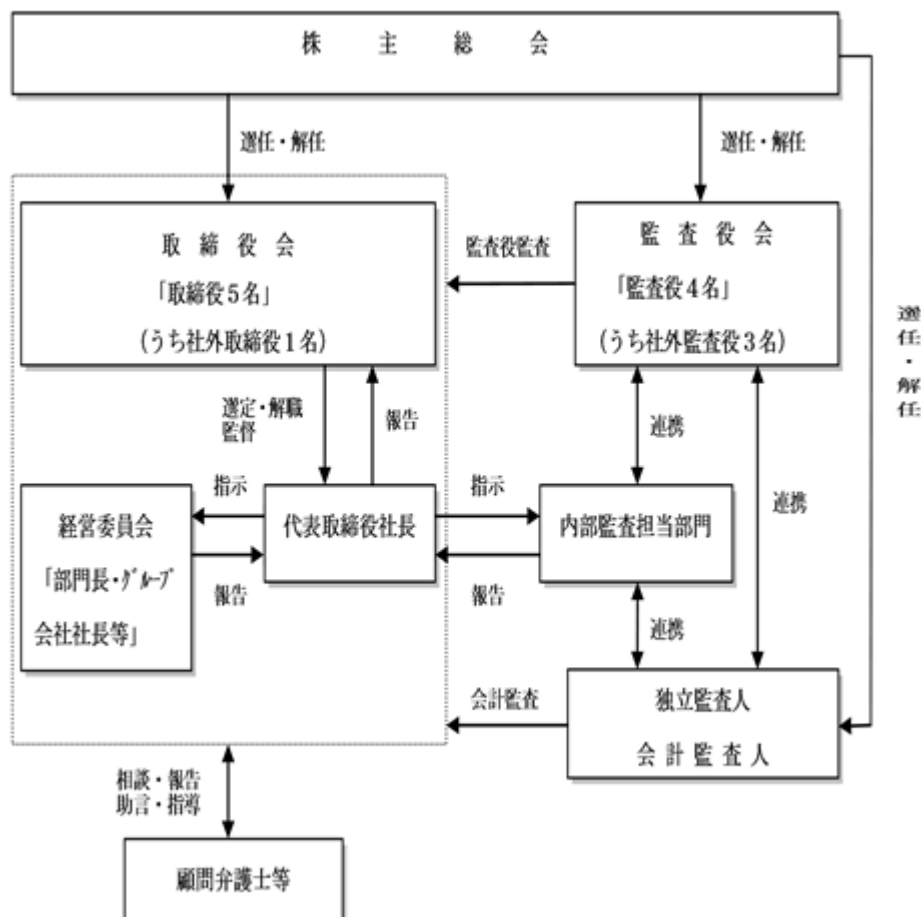 株主総会
選任・解任
選任・解任
取締役会
「取締役5名」
(うち社外取締役1名)
監査役監査
監査役会
「監査役4名」
(うち社外監査役3名)
選任・解任
選定・解職
監督
報告
連携
連携
経営委員会
「部門長・グループ
会社社長等」
指示
報告
代表取締役社長
指示
報告
内部監査担当部門
連携
会計監査
独立監査人
会計監査人
相談・報告
助言・指導
顧問弁護士等